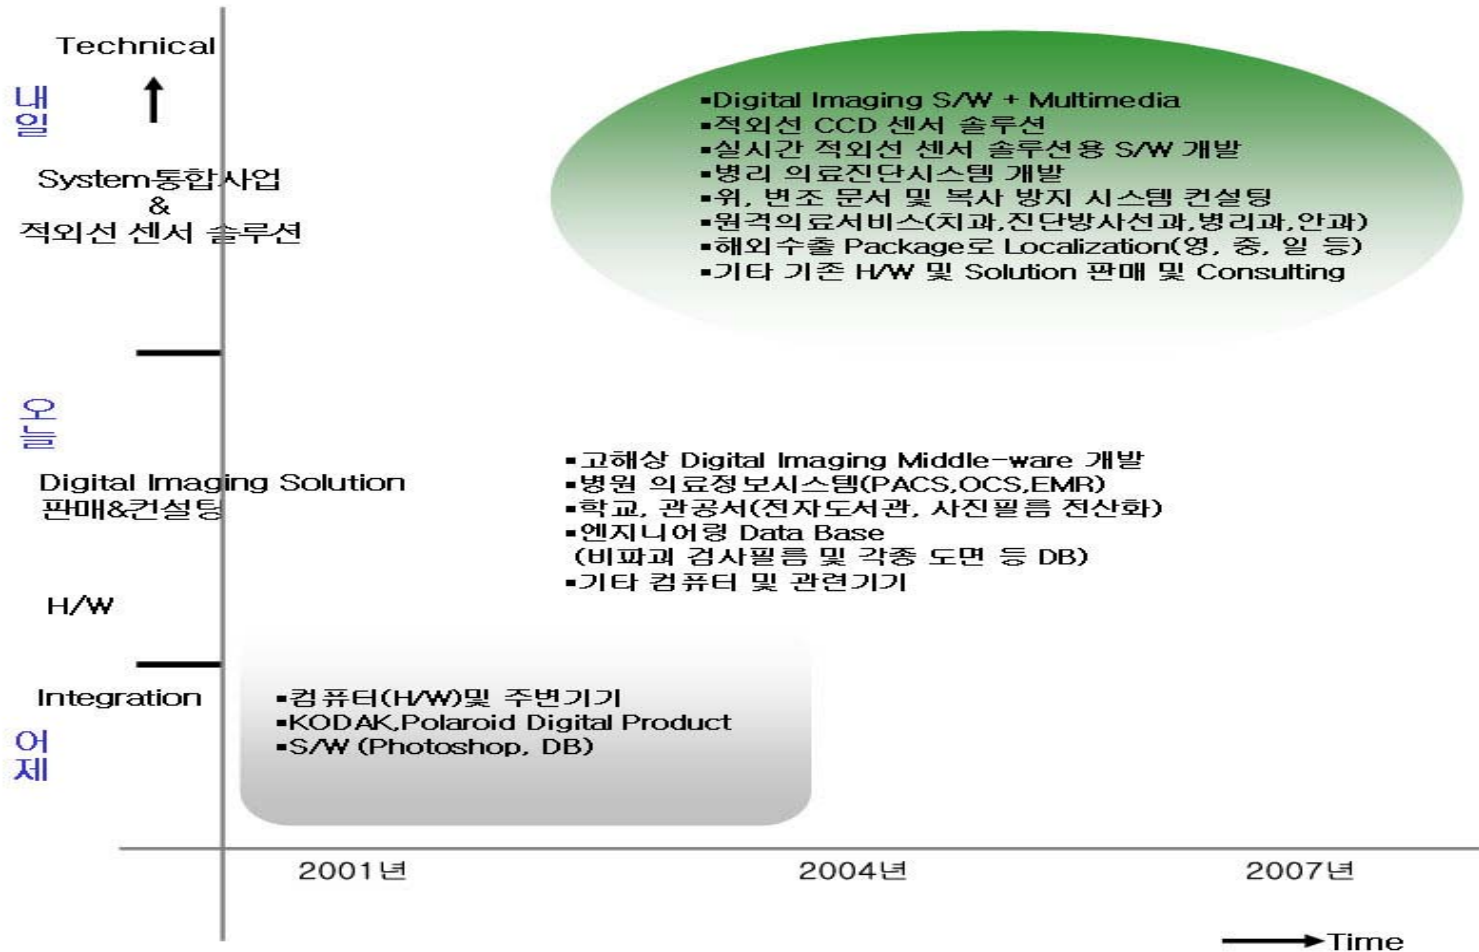 Technical
내일
System통합사업
&
적외선 센서 솔루션
▪Digital Imaging S/W + Multimedia
▪적외선 CCD 센서 솔루션
▪실시간 적외선 센서 솔루션용 S/W 개발
▪병리 의료진단시스템 개발
▪위, 변조 문서 및 복사 방지 시스템 컨설팅
▪원격의료서비스(치과,진단방사선과,병리과,안과)
▪해외수출 Package로 Localization(영, 중, 일 등)
▪기타 기존 H/W 및 Solution 판매 및 Consulting
오늘
Digital Imaging Solution
판매&컨설팅
▪고해상 Digital Imaging Middle-ware 개발
▪병원 의료정보시스템(PACS,OCS,EMR)
▪학교, 관공서(전자도서관, 사진필름 전산화)
▪엔지니어링 Data Base
(비파괴 검사필름 및 각종 도면 등 DB)
▪기타 컴퓨터 및 관련기기
H/W
Integration
어제
▪컴퓨터(H/W)및 주변기기
▪KODAK,Polaroid Digital Product
▪S/W (Photoshop, DB)
2001년 2004년 2007년
Time